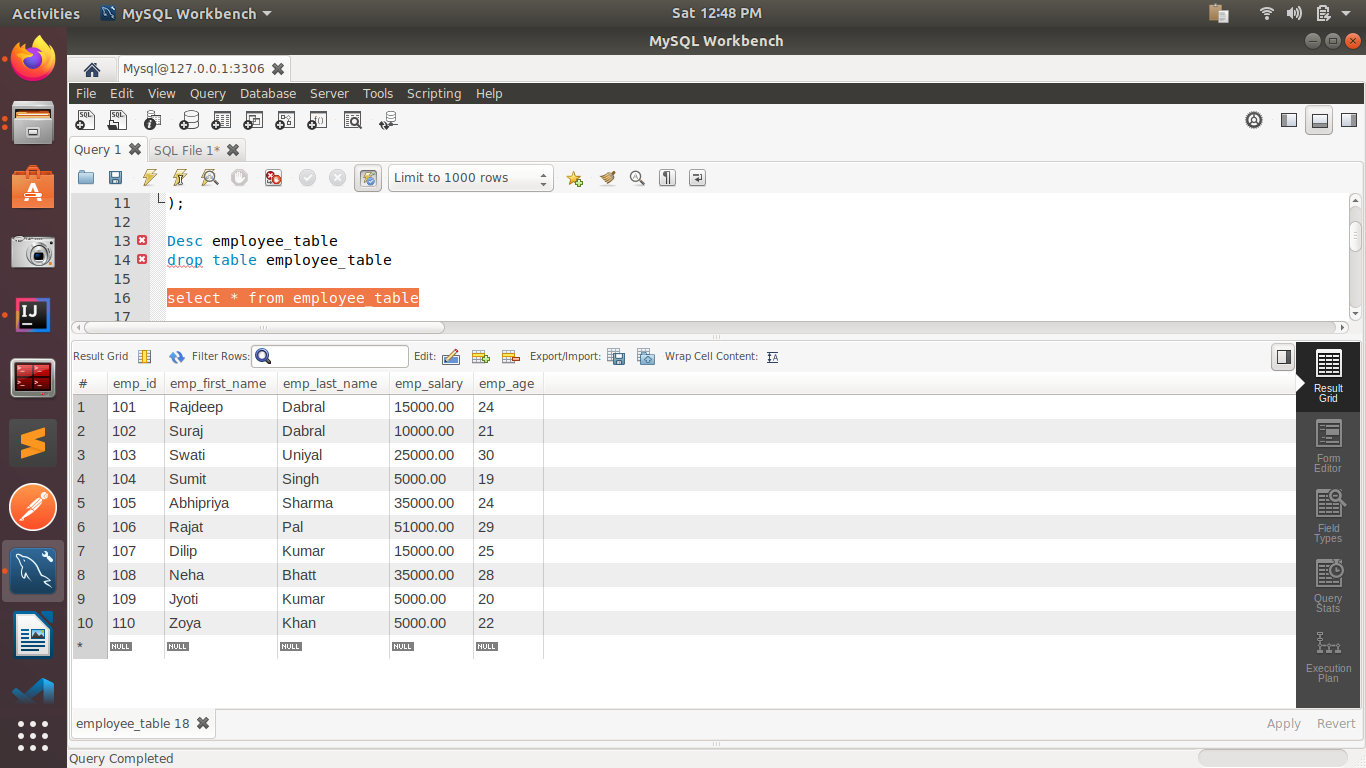 Activities MySQL Workbench Sat 12:48 PM
MySQL Workbench
Mysql@127.0.0.1:3306
File Edit View Query Database Server Tools Scripting Help
Query 1 SQL File 1*
Limit to 1000 rows
11 );
12
13 Desc employee_table
14 drop table employee_table
15
16 select * from employee_table
17
Result Grid Filter Rows: Edit: Export/Import: Wrap Cell Content:
# emp_id emp_first_name emp_last_name emp_salary emp_age
1 101 Rajdeep Dabral 15000.00 24
2 102 Suraj Dabral 10000.00 21
3 103 Swati Uniyal 25000.00 30
4 104 Sumit Singh 5000.00 19
5 105 Abhipriya Sharma 35000.00 24
6 106 Rajat Pal 51000.00 29
7 107 Dilip Kumar 15000.00 25
8 108 Neha Bhatt 35000.00 28
9 109 Jyoti Kumar 5000.00 20
10 110 Zoya Khan 5000.00 22
* NULL NULL NULL NULL NULL
Result
Grid
Form
Editor
Field
Types
Query
Stats
Execution
Plan
employee_table 18 Apply Revert
Query Completed